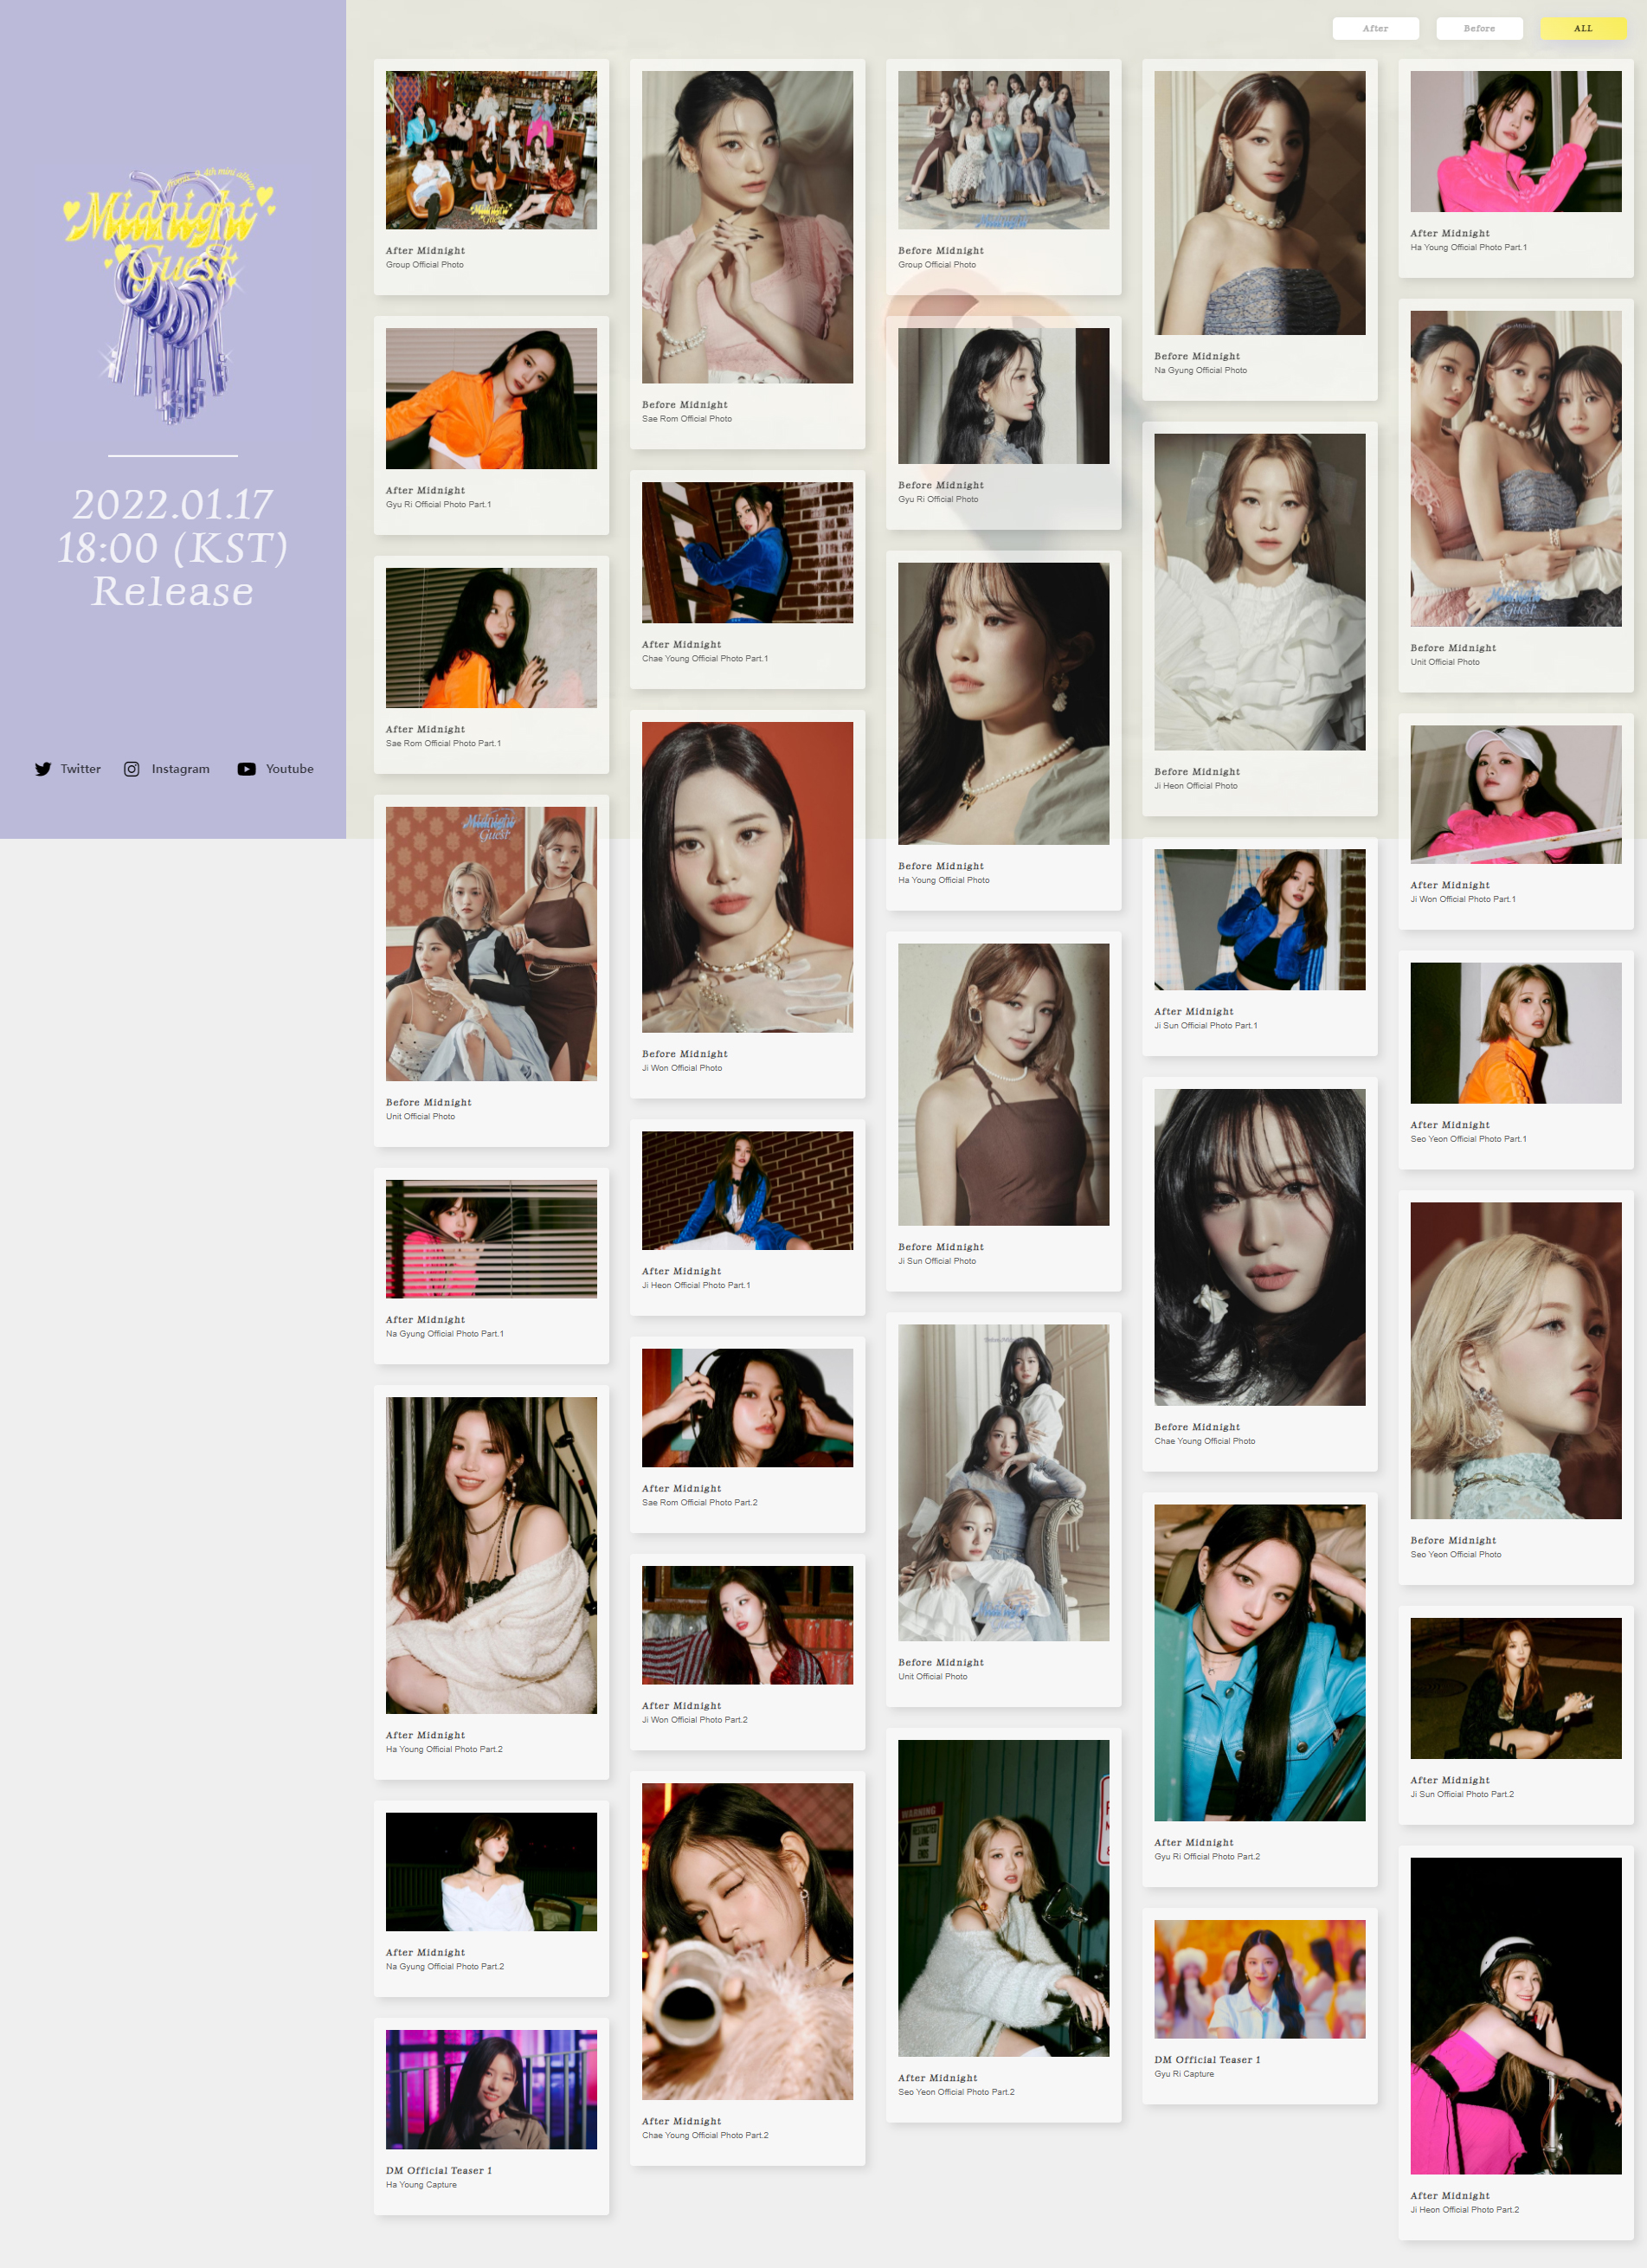 After
Before
ALL
Midnight
Guest
2022.01.17
18:00 (KST)
Release
Twitter
Instagram
Youtube
After Midnight
Group Official Photo
After Midnight
Gyu Ri Official Photo Part.1
After Midnight
Sae Rom Official Photo Part.1
Midnight
Guest
Before Midnight
Unit Official Photo
After Midnight
Na Gyung Official Photo Part.1
After Midnight
Ha Young Official Photo Part.2
After Midnight
Na Gyung Official Photo Part.2
DM Official Teaser 1
Ha Young Capture
Before Midnight
Sae Rom Official Photo
After Midnight
Chae Young Official Photo Part.1
Before Midnight
Ji Won Official Photo
After Midnight
Ji Heon Official Photo Part.1
After Midnight
Sae Rom Official Photo Part.2
After Midnight
Ji Won Official Photo Part.2
After Midnight
Chae Young Official Photo Part.2
Before Midnight
Group Official Photo
Before Midnight
Gyu Ri Official Photo
Before Midnight
Ha Young Official Photo
Before Midnight
Ji Sun Official Photo
Before Midnight
Unit Official Photo
WARNING
RESTRICTED
LANE
ENDS
After Midnight
Seo Yeon Official Photo Part.2
Before Midnight
Na Gyung Official Photo
Before Midnight
Ji Heon Official Photo
After Midnight
Ji Sun Official Photo Part.1
Before Midnight
Chae Young Official Photo
After Midnight
Gyu Ri Official Photo Part.2
DM Official Teaser 1
Gyu Ri Capture
After Midnight
Ha Young Official Photo Part.1
Midnight
Guest
Before Midnight
Unit Official Photo
After Midnight
Ji Won Official Photo Part.1
After Midnight
Seo Yeon Official Photo Part.1
Before Midnight
Seo Yeon Official Photo
After Midnight
Ji Sun Official Photo Part.2
After Midnight
Ji Heon Official Photo Part.2